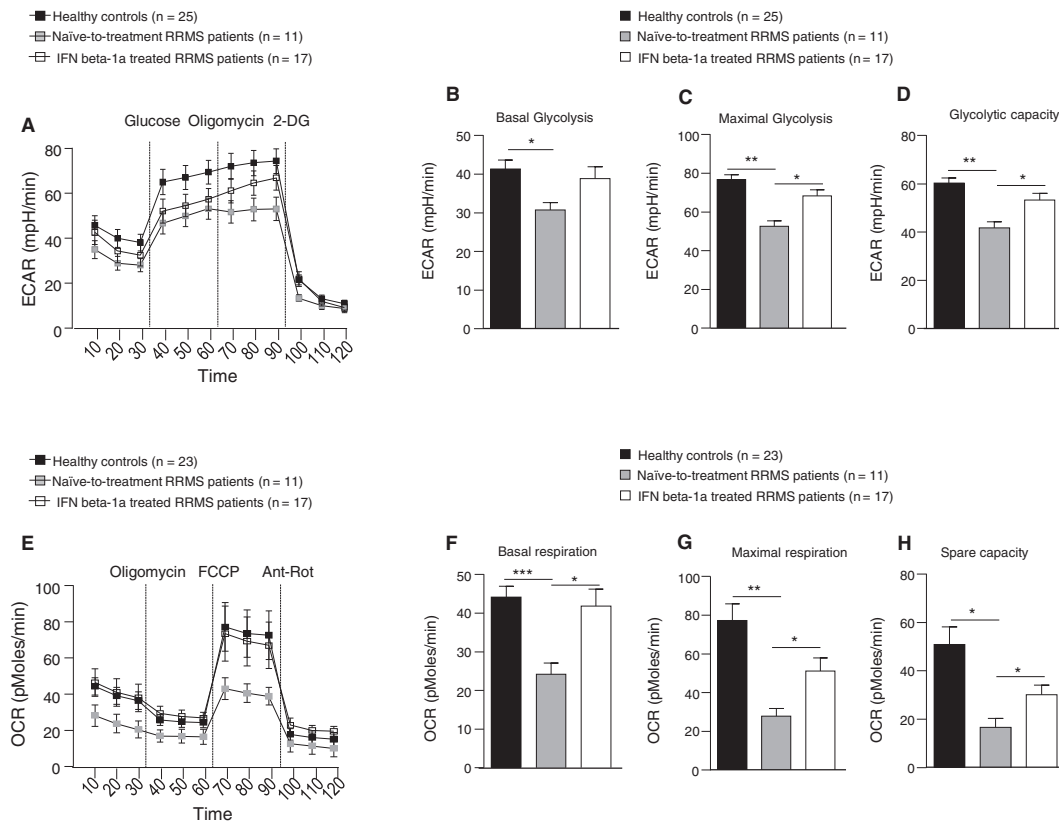 Healthy controls (n = 25)
Naïve-to-treatment RRMS patients (n = 11)
IFN beta-1a treated RRMS patients (n = 17)
Healthy controls (n = 25)
Naïve-to-treatment RRMS patients (n = 11)
IFN beta-1a treated RRMS patients (n = 17)
A
Glucose Oligomycin 2-DG
ECAR (mpH/min)
80
60
40
20
0
10 20 30 40 50 60 70 80 90 100 110 120
Time
B
Basal Glycolysis
ECAR (mpH/min)
50
40
30
20
10
0
*
C
Maximal Glycolysis
ECAR (mpH/min)
100
80
60
40
20
0
** *
D
Glycolytic capacity
ECAR (mpH/min)
80
60
40
20
0
** *
Healthy controls (n = 23)
Naïve-to-treatment RRMS patients (n = 11)
IFN beta-1a treated RRMS patients (n = 17)
Healthy controls (n = 23)
Naïve-to-treatment RRMS patients (n = 11)
IFN beta-1a treated RRMS patients (n = 17)
E
Oligomycin FCCP Ant-Rot
OCR (pMoles/min)
100
80
60
40
20
0
10 20 30 40 50 60 70 80 90 100 110 120
Time
F
Basal respiration
OCR (pMoles/min)
50
40
30
20
10
0
*** *
G
Maximal respiration
OCR (pMoles/min)
100
80
60
40
20
0
** *
H
Spare capacity
OCR (pMoles/min)
80
60
40
20
0
* *